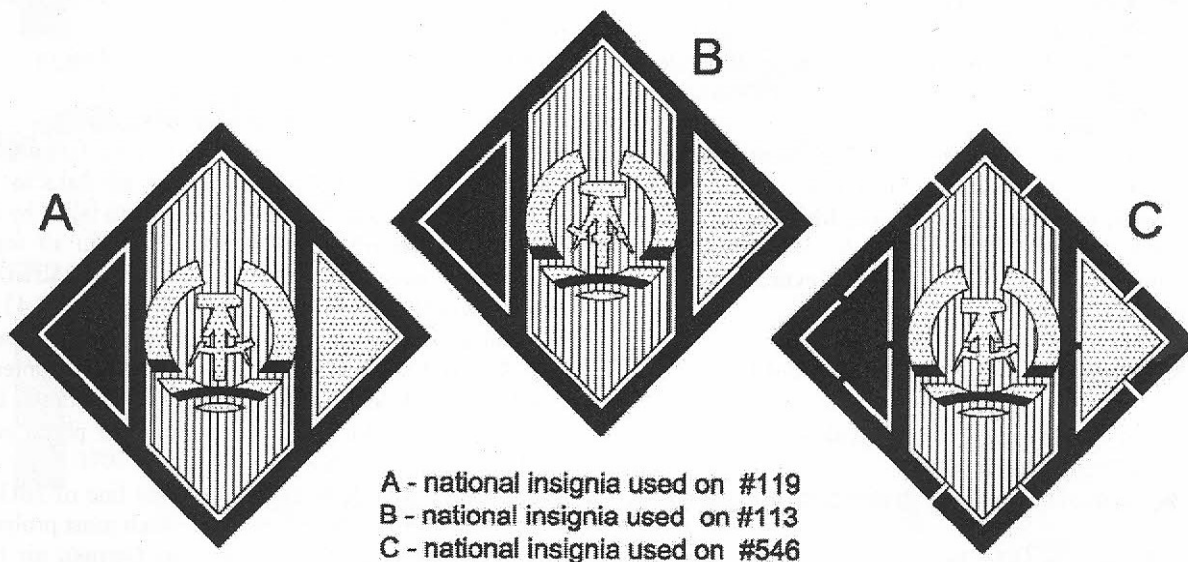 B
A
C
A - national insignia used on #119
B - national insignia used on #113
C - national insignia used on #546